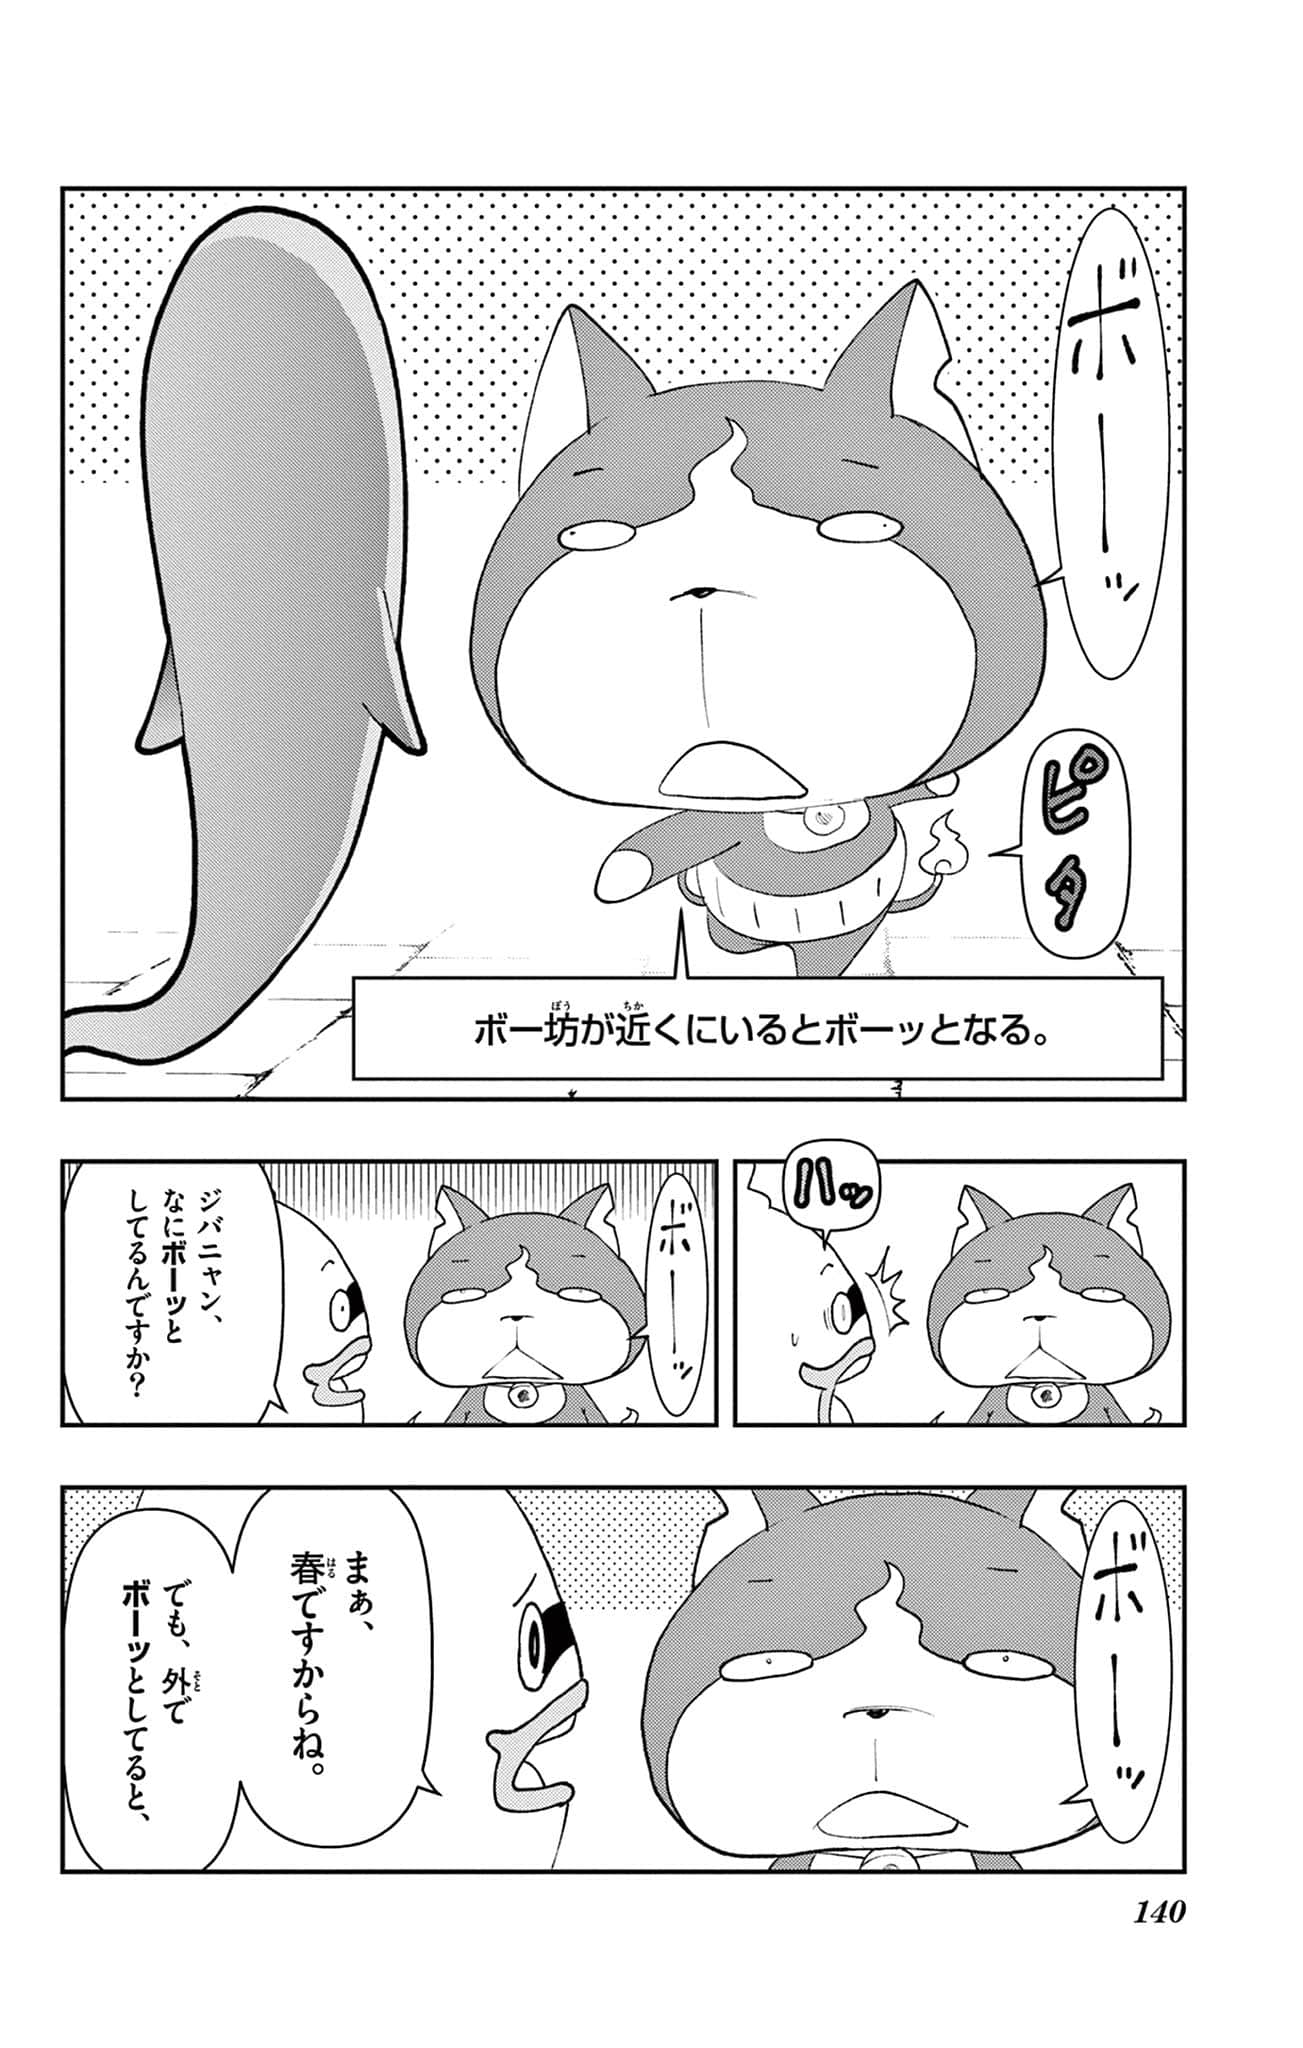 ボーッ
ピタ
ボー坊が近くにいるとボーッとなる。
ハッ
ボーッ
ジバニャン、
なにボーッと
してるんですか?
ボーッ
まぁ、
春ですからね。
でも、外で
ボーッとしてると、
140